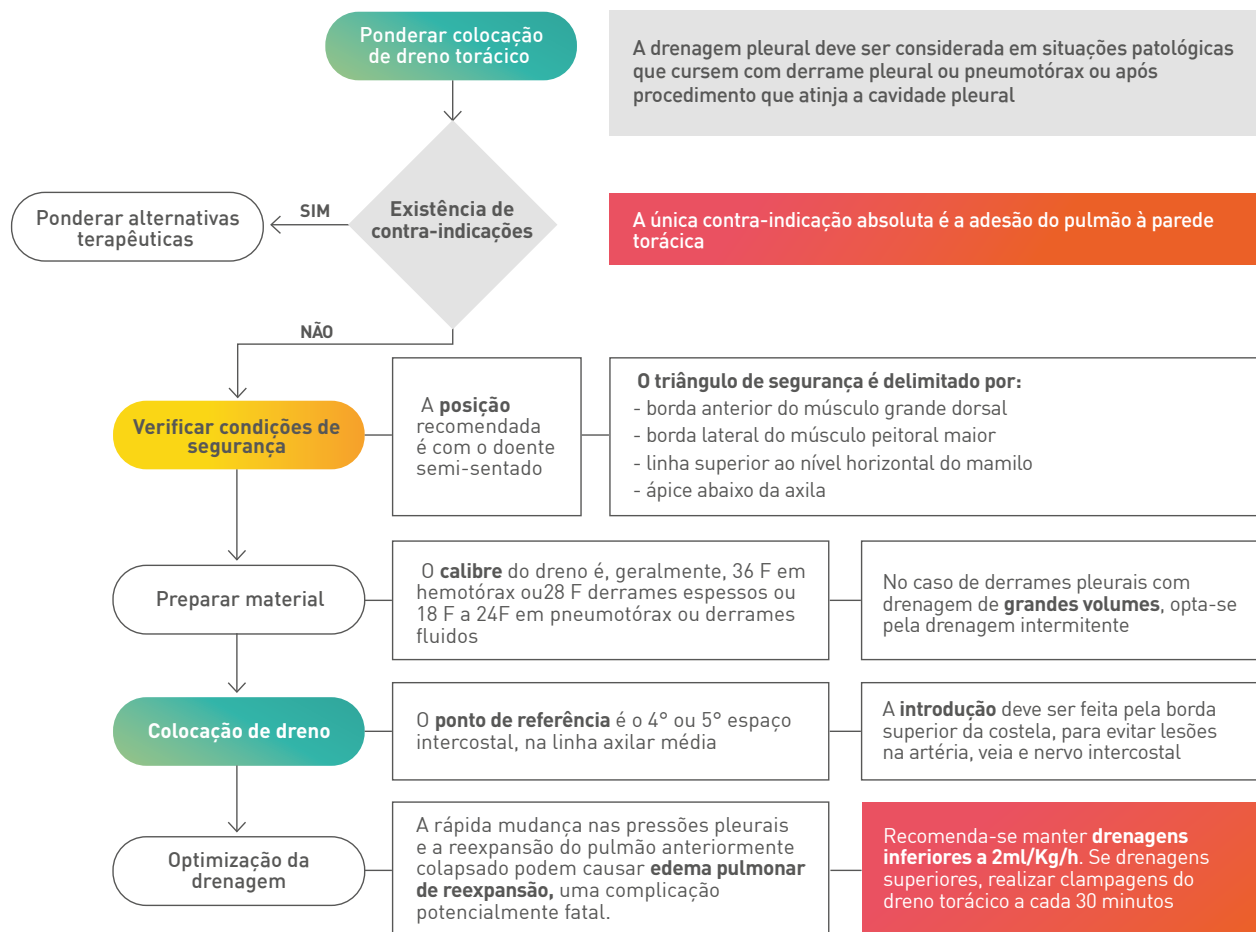 Ponderar colocação
de dreno torácico
A drenagem pleural deve ser considerada em situações patológicas
que cursem com derrame pleural ou pneumotórax ou após
procedimento que atinja a cavidade pleural
Existência de
contra-indicações
SIM
Ponderar alternativas
terapêuticas
A única contra-indicação absoluta é a adesão do pulmão à parede
torácica
NÃO
Verificar condições de
segurança
A posição
recomendada
é com o doente
semi-sentado
O triângulo de segurança é delimitado por:
- borda anterior do músculo grande dorsal
- borda lateral do músculo peitoral maior
- linha superior ao nível horizontal do mamilo
- ápice abaixo da axila
Preparar material
O calibre do dreno é, geralmente, 36 F em
hemotórax ou28 F derrames espessos ou
18 F a 24F em pneumotórax ou derrames
fluidos
No caso de derrames pleurais com
drenagem de grandes volumes, opta-se
pela drenagem intermitente
Colocação de dreno
O ponto de referência é o 4° ou 5° espaço
intercostal, na linha axilar média
A introdução deve ser feita pela borda
superior da costela, para evitar lesões
na artéria, veia e nervo intercostal
Optimização da
drenagem
A rápida mudança nas pressões pleurais
e a reexpansão do pulmão anteriormente
colapsado podem causar edema pulmonar
de reexpansão, uma complicação
potencialmente fatal.
Recomenda-se manter drenagens
inferiores a 2ml/Kg/h. Se drenagens
superiores, realizar clampagens do
dreno torácico a cada 30 minutos